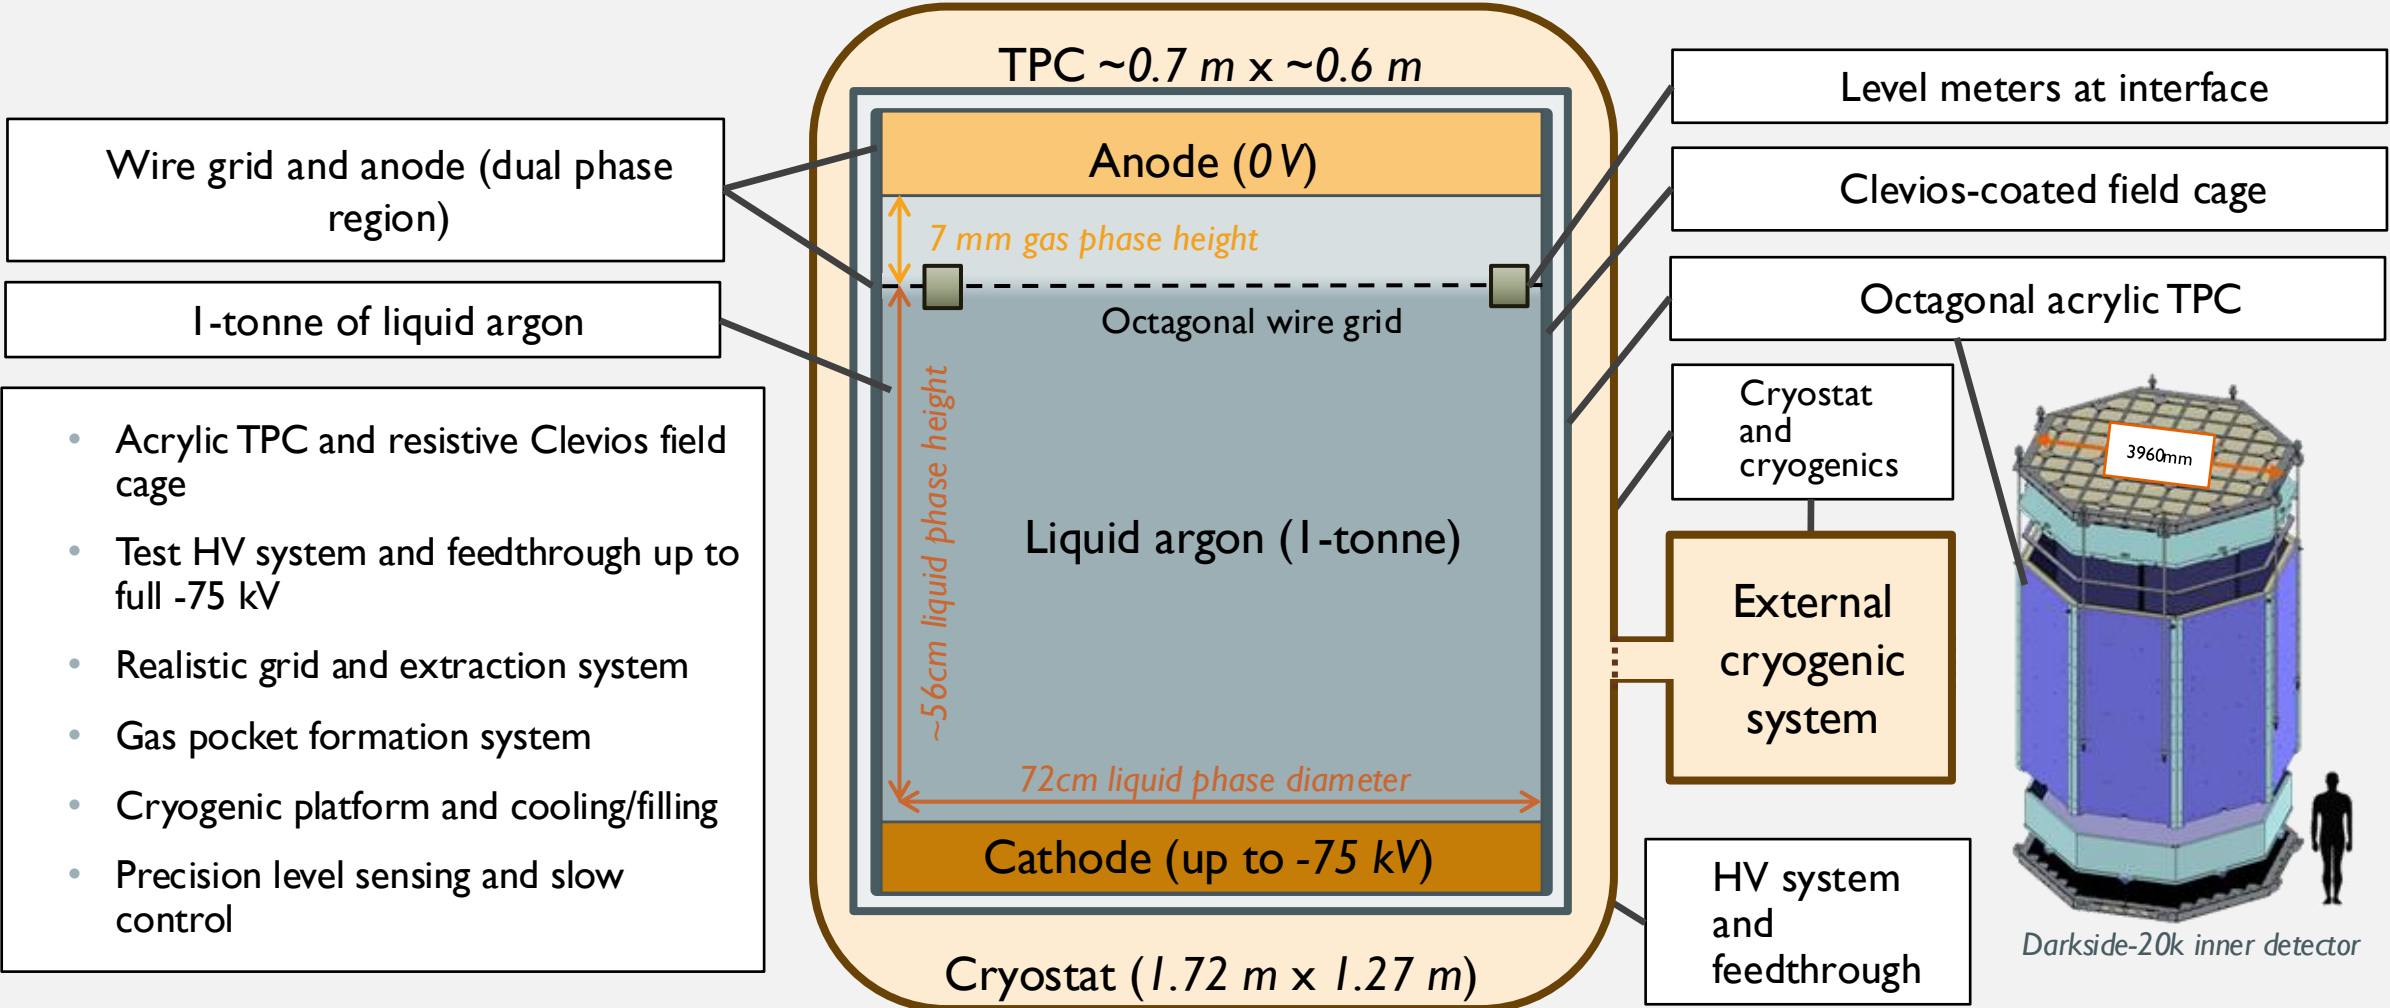 TPC ~0.7 m x ~0.6 m
Wire grid and anode (dual phase
region)
1-tonne of liquid argon
• Acrylic TPC and resistive Clevios field
cage
• Test HV system and feedthrough up to
full -75 kV
• Realistic grid and extraction system
• Gas pocket formation system
• Cryogenic platform and cooling/filling
• Precision level sensing and slow
control
Anode (0 V)
7 mm gas phase height
Octagonal wire grid
~56cm liquid phase height
Liquid argon (1-tonne)
72cm liquid phase diameter
Cathode (up to -75 kV)
Cryostat (1.72 m x 1.27 m)
Level meters at interface
Clevios-coated field cage
Octagonal acrylic TPC
Cryostat
and
cryogenics
External
cryogenic
system
HV system
and
feedthrough
3960mm
Darkside-20k inner detector